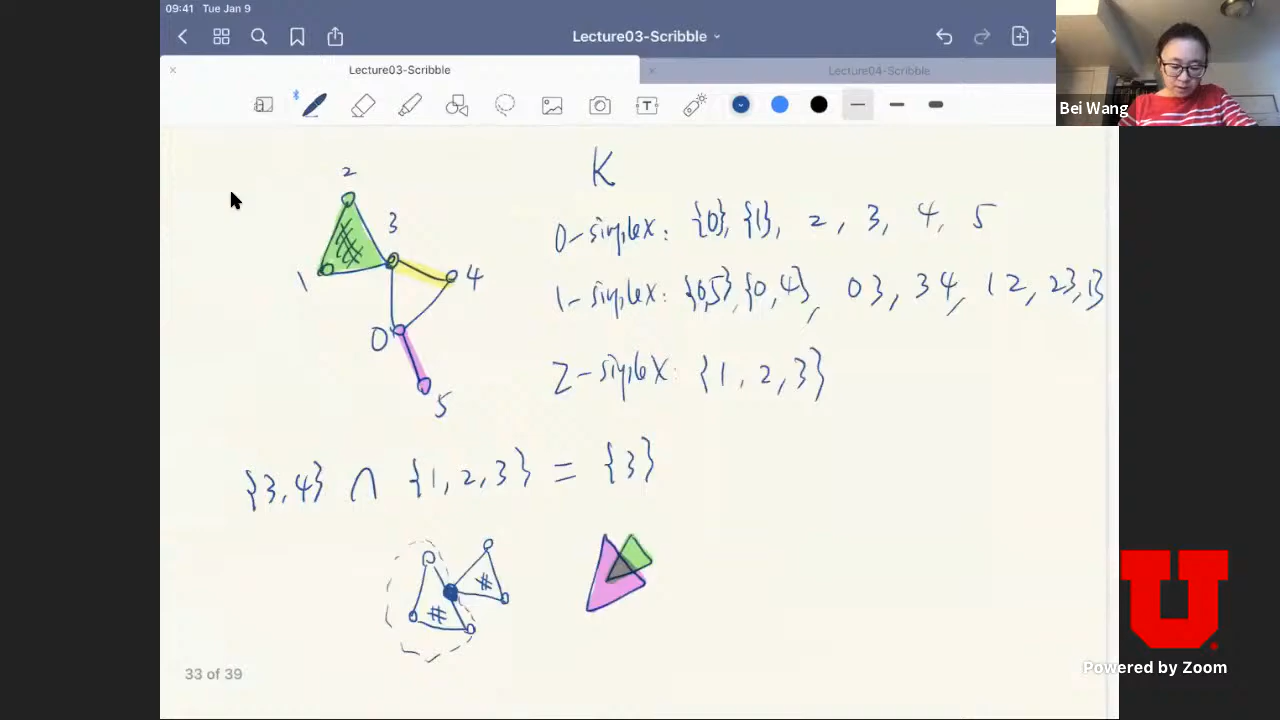 09:41 Tue Jan 9
Lecture03-Scribble
Lecture03-Scribble
Lecture04-Scribble
Bei Wang
K
2
3
1
4
0
5
0-simplex: {0}, {1}, 2, 3, 4, 5
1-simplex: {0,5}, {0,4}, 03, 34, 12, 23, 13
2-simplex: {1, 2, 3}
{3,4} ∩ {1,2,3} = {3}
33 of 39
U
Powered by Zoom